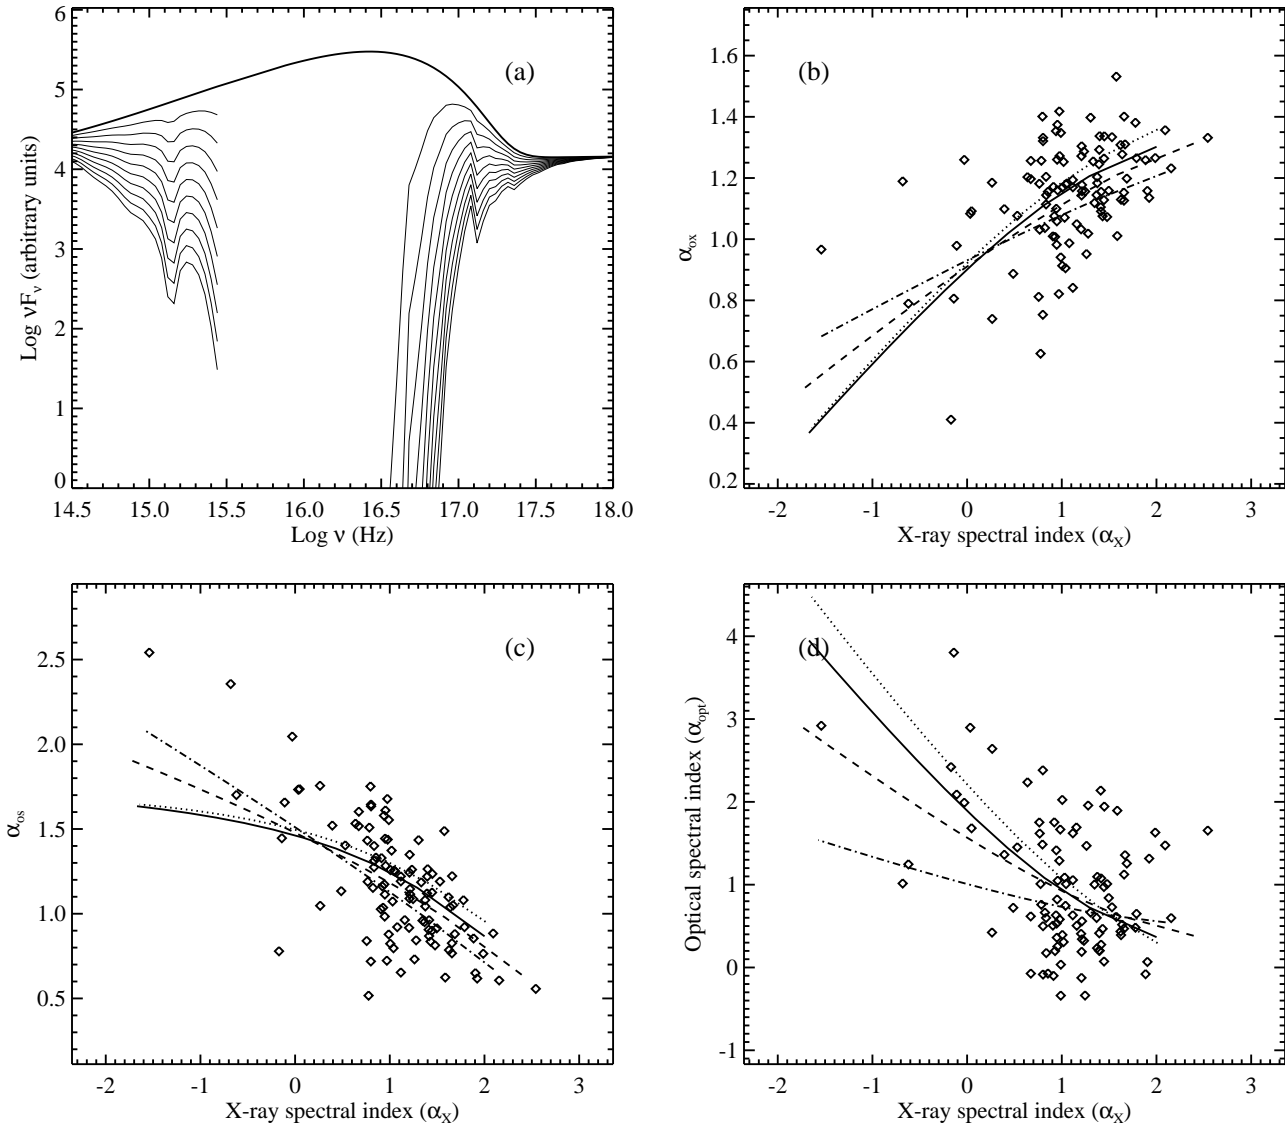 6
5
4
3
2
1
0
Log νFν (arbitrary units)
(a)
14.5 15.0 15.5 16.0 16.5 17.0 17.5 18.0
Log ν (Hz)
1.6
1.4
1.2
1.0
0.8
0.6
0.4
0.2
αox
(b)
-2 -1 0 1 2 3
X-ray spectral index (αX)
2.5
2.0
1.5
1.0
0.5
αos
(c)
-2 -1 0 1 2 3
X-ray spectral index (αX)
4
3
2
1
0
-1
Optical spectral index (αopt)
(d)
-2 -1 0 1 2 3
X-ray spectral index (αX)